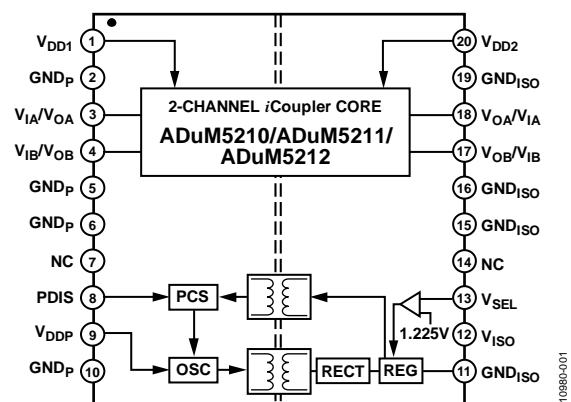 VDD1 1
GNDP 2
VIA/VOA 3
VIB/VOB 4
GNDP 5
GNDP 6
NC 7
PDIS 8
VDDP 9
GNDP 10
2-CHANNEL iCoupler CORE
ADuM5210/ADuM5211/
ADuM5212
PCS
OSC
RECT
REG
1.225V
20 VDD2
19 GNDISO
18 VOA/VIA
17 VOB/VIB
16 GNDISO
15 GNDISO
14 NC
13 VSEL
12 VISO
11 GNDISO
10980-001